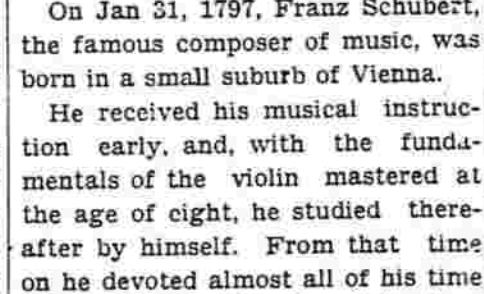 On Jan 31, 1797, Franz Schubert,
the famous composer of music, was
born in a small suburb of Vienna.
He received his musical instruc-
tion early, and, with the funda-
mentals of the violin mastered at
the age of eight, he studied there-
after by himself. From that time
on he devoted almost all of his time